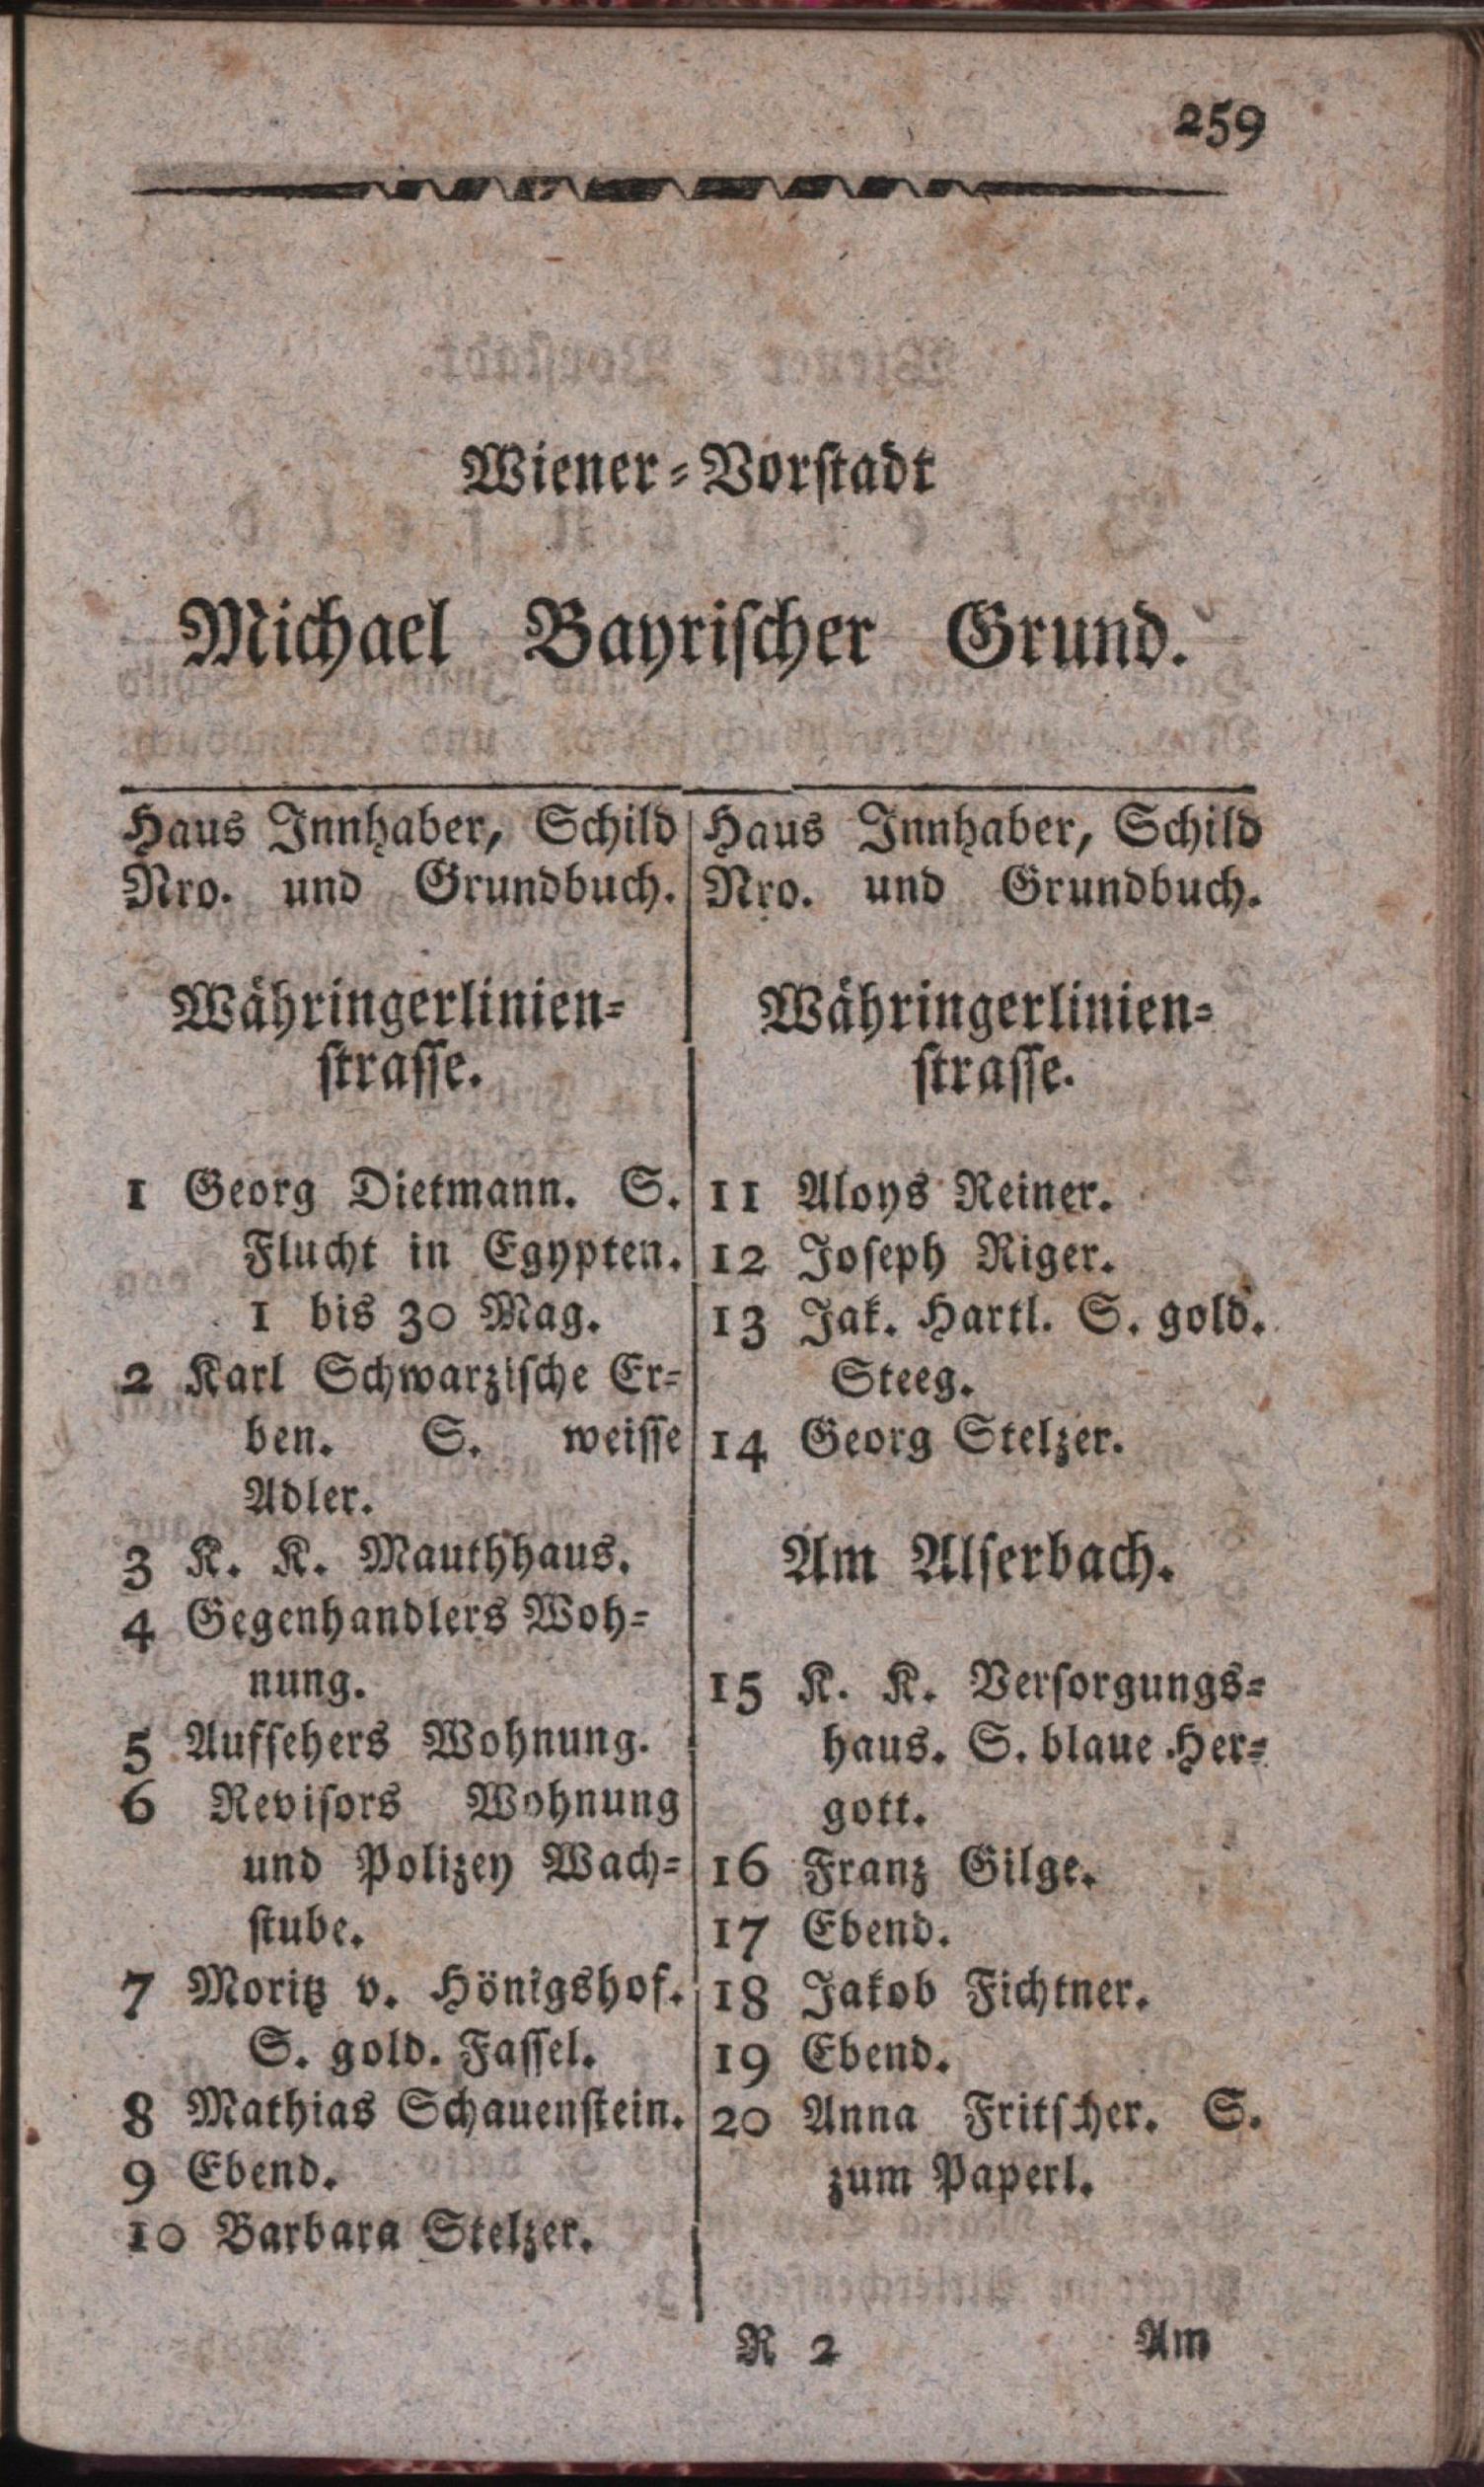 259
Wiener-Vorstadt
Michael Bayrischer Grund.
Haus Innhaber, Schild
Nro. und Grundbuch.
Währingerlinien-
strasse.
1 Georg Dietmann. S.
Flucht in Egypten.
1 bis 30 Mag.
2 Karl Schwarzische Er-
ben. S. weisse
Adler.
3 K. K. Mauthhaus.
4 Gegenhandlers Woh-
nung.
5 Aufsehers Wohnung.
6 Revisors Wohnung
und Polizey Wach-
stube.
7 Moritz v. Hönigshof.
S. gold. Fassel.
8 Mathias Schauenstein.
9 Ebend.
10 Barbara Stelzer.
Haus Innhaber, Schild
Nro. und Grundbuch.
Währingerlinien-
strasse.
11 Aloys Reiner.
12 Joseph Riger.
13 Jak. Hartl. S. gold.
Steeg.
14 Georg Stelzer.
Am Alserbach.
15 K. K. Versorgungs-
haus. S. blaue Her-
gott.
16 Franz Gilge.
17 Ebend.
18 Jakob Fichtner.
19 Ebend.
20 Anna Fritscher. S.
zum Paperl.
R 2 Am